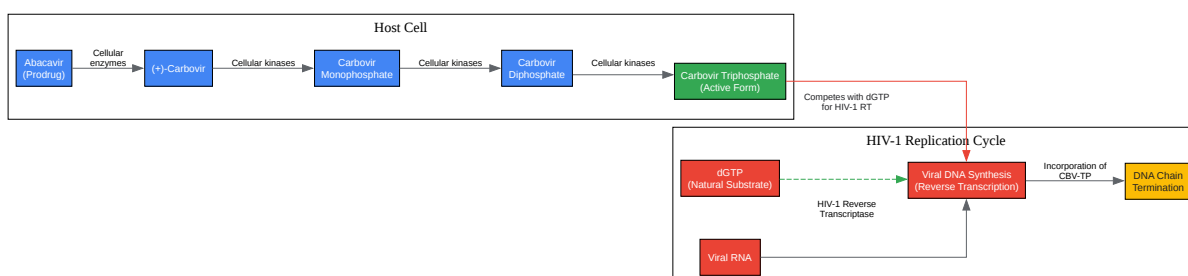 Host Cell
Abacavir
(Prodrug)
Cellular
enzymes
(+)-Carbovir
Cellular kinases
Carbovir
Monophosphate
Cellular kinases
Carbovir
Diphosphate
Cellular kinases
Carbovir Triphosphate
(Active Form)
Competes with dGTP
for HIV-1 RT
HIV-1 Replication Cycle
dGTP
(Natural Substrate)
HIV-1 Reverse
Transcriptase
Viral DNA Synthesis
(Reverse Transcription)
Incorporation of
CBV-TP
DNA Chain
Termination
Viral RNA